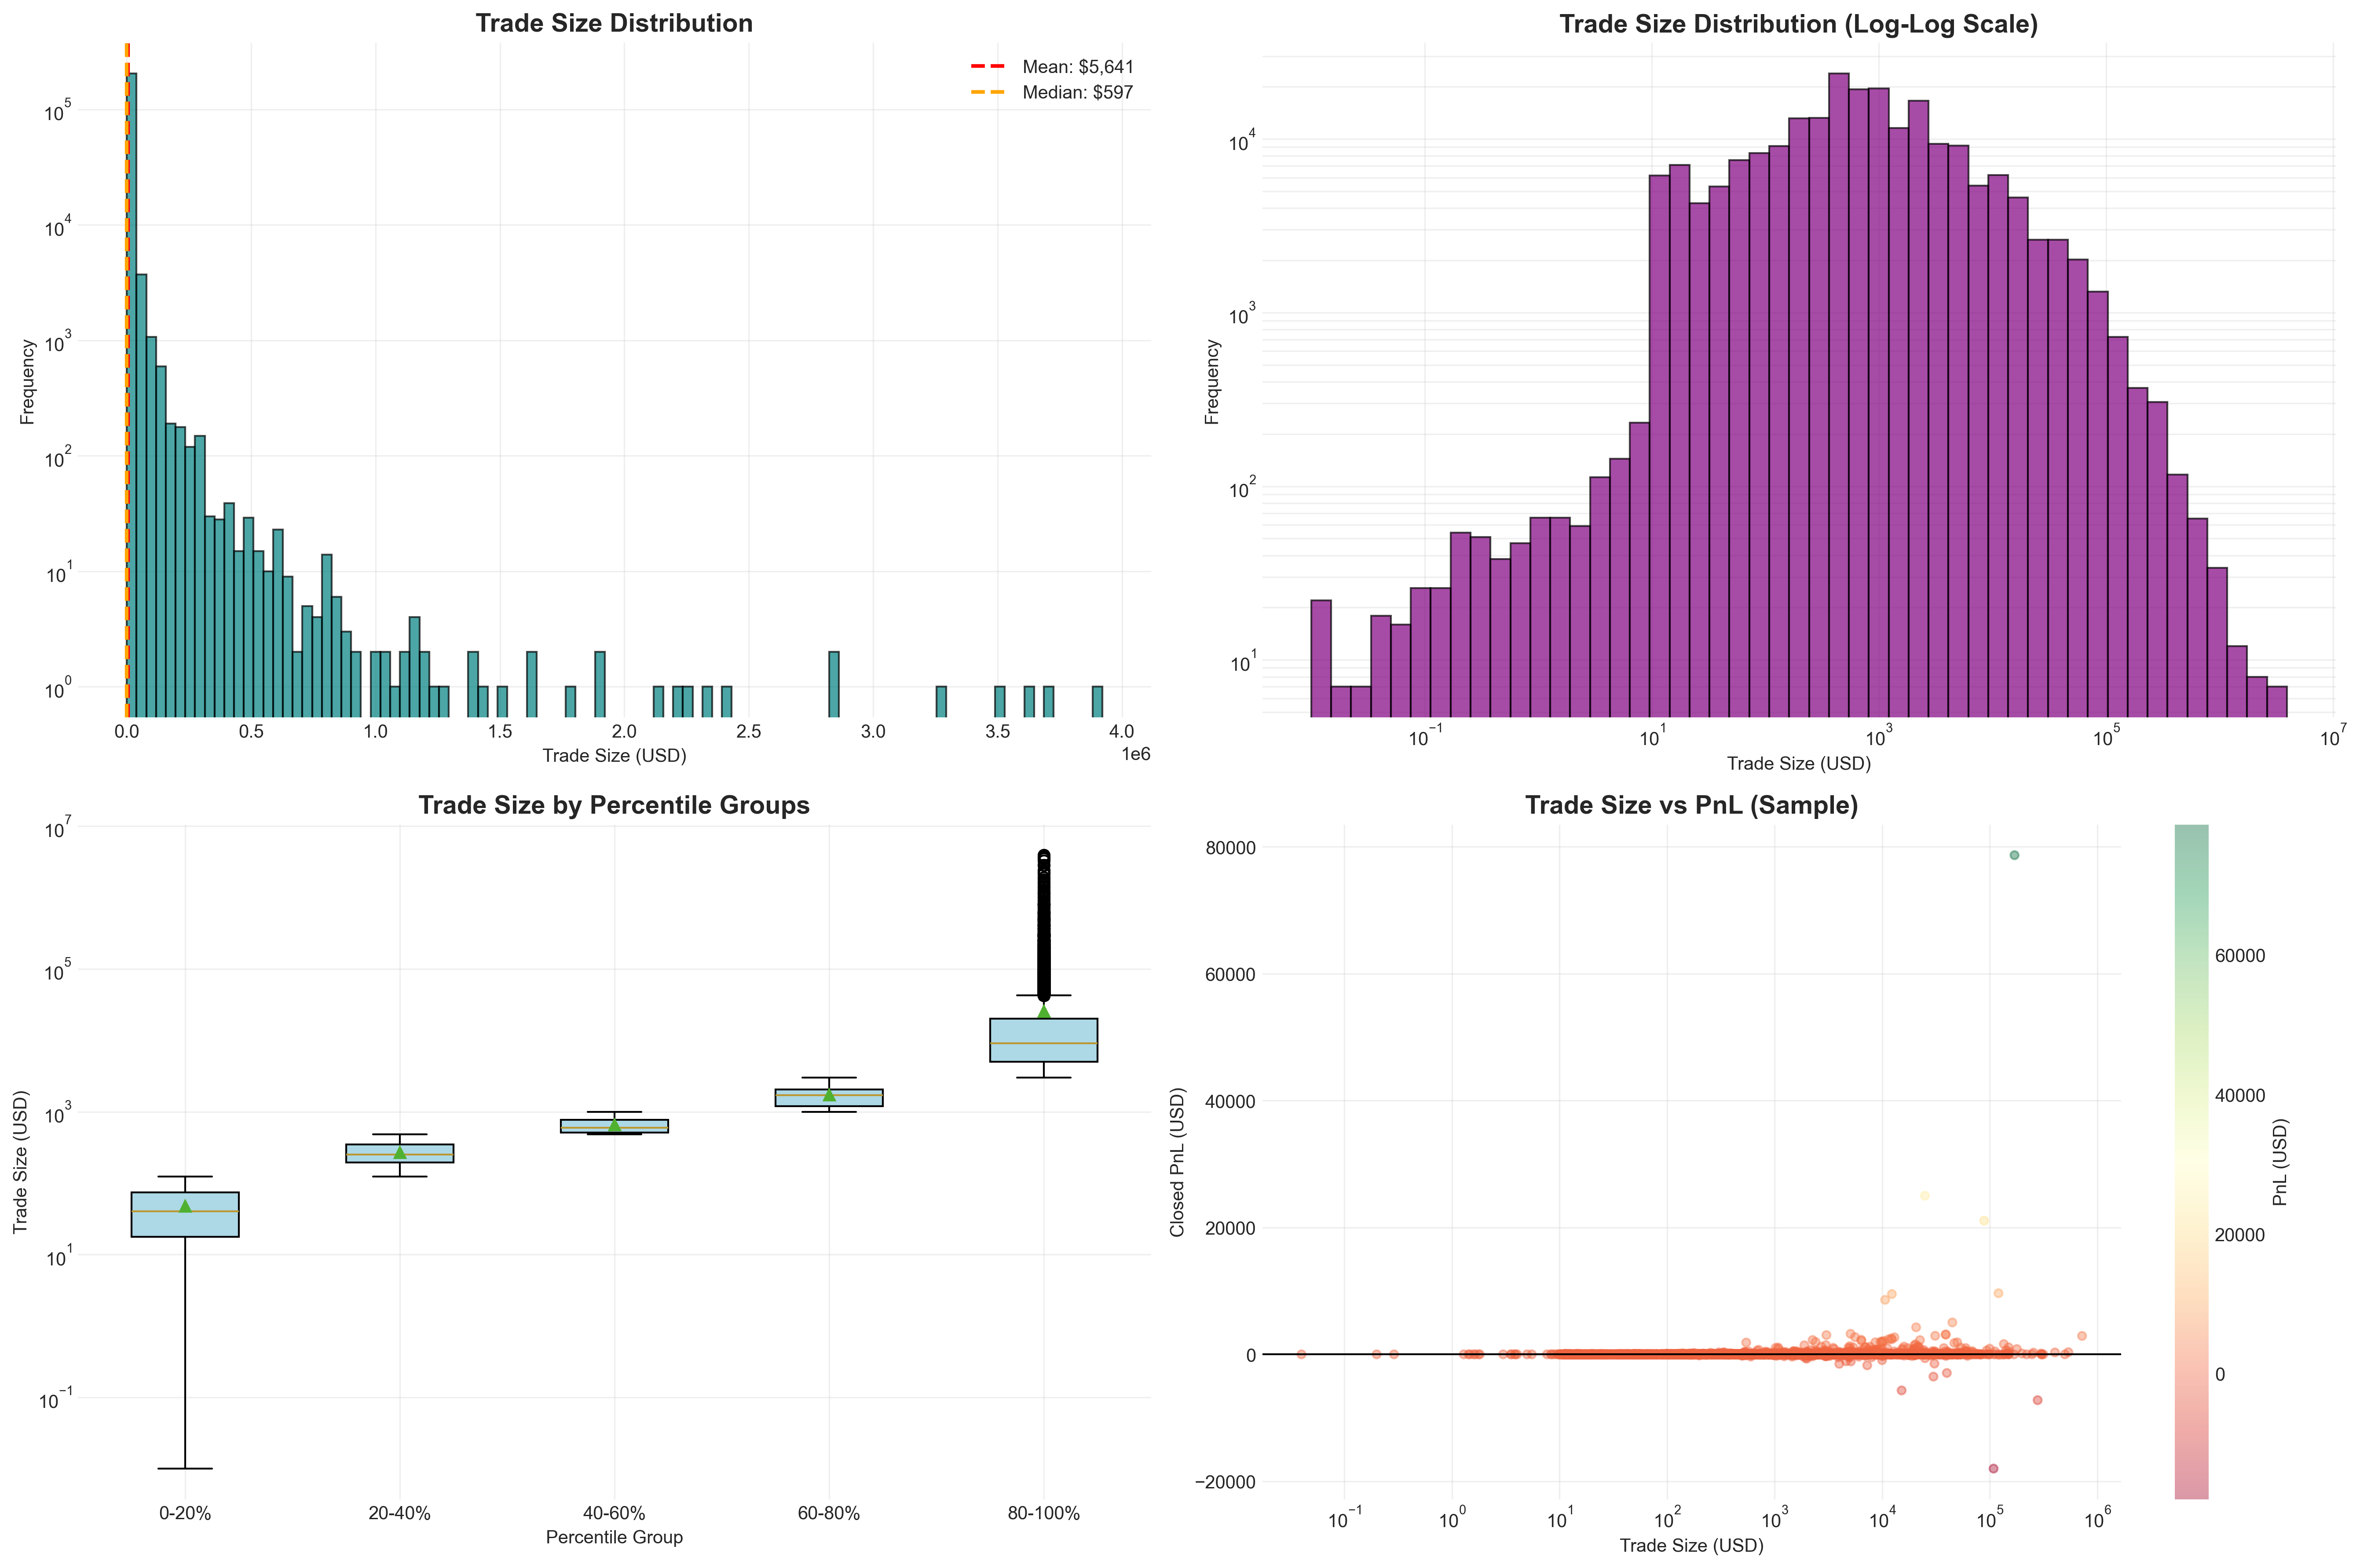 Trade Size Distribution
Mean: $5,641
Median: $597
10^5
10^4
10^3
10^2
10^1
10^0
Frequency
0.0 0.5 1.0 1.5 2.0 2.5 3.0 3.5 4.0
1e6
Trade Size (USD)
Trade Size Distribution (Log-Log Scale)
10^4
10^3
10^2
10^1
Frequency
10^−1 10^1 10^3 10^5 10^7
Trade Size (USD)
Trade Size by Percentile Groups
10^7
10^5
10^3
10^1
10^−1
Trade Size (USD)
0-20% 20-40% 40-60% 60-80% 80-100%
Percentile Group
Trade Size vs PnL (Sample)
80000
60000
40000
20000
0
−20000
Closed PnL (USD)
10^−1 10^0 10^1 10^2 10^3 10^4 10^5 10^6
Trade Size (USD)
60000
40000
20000
0
PnL (USD)